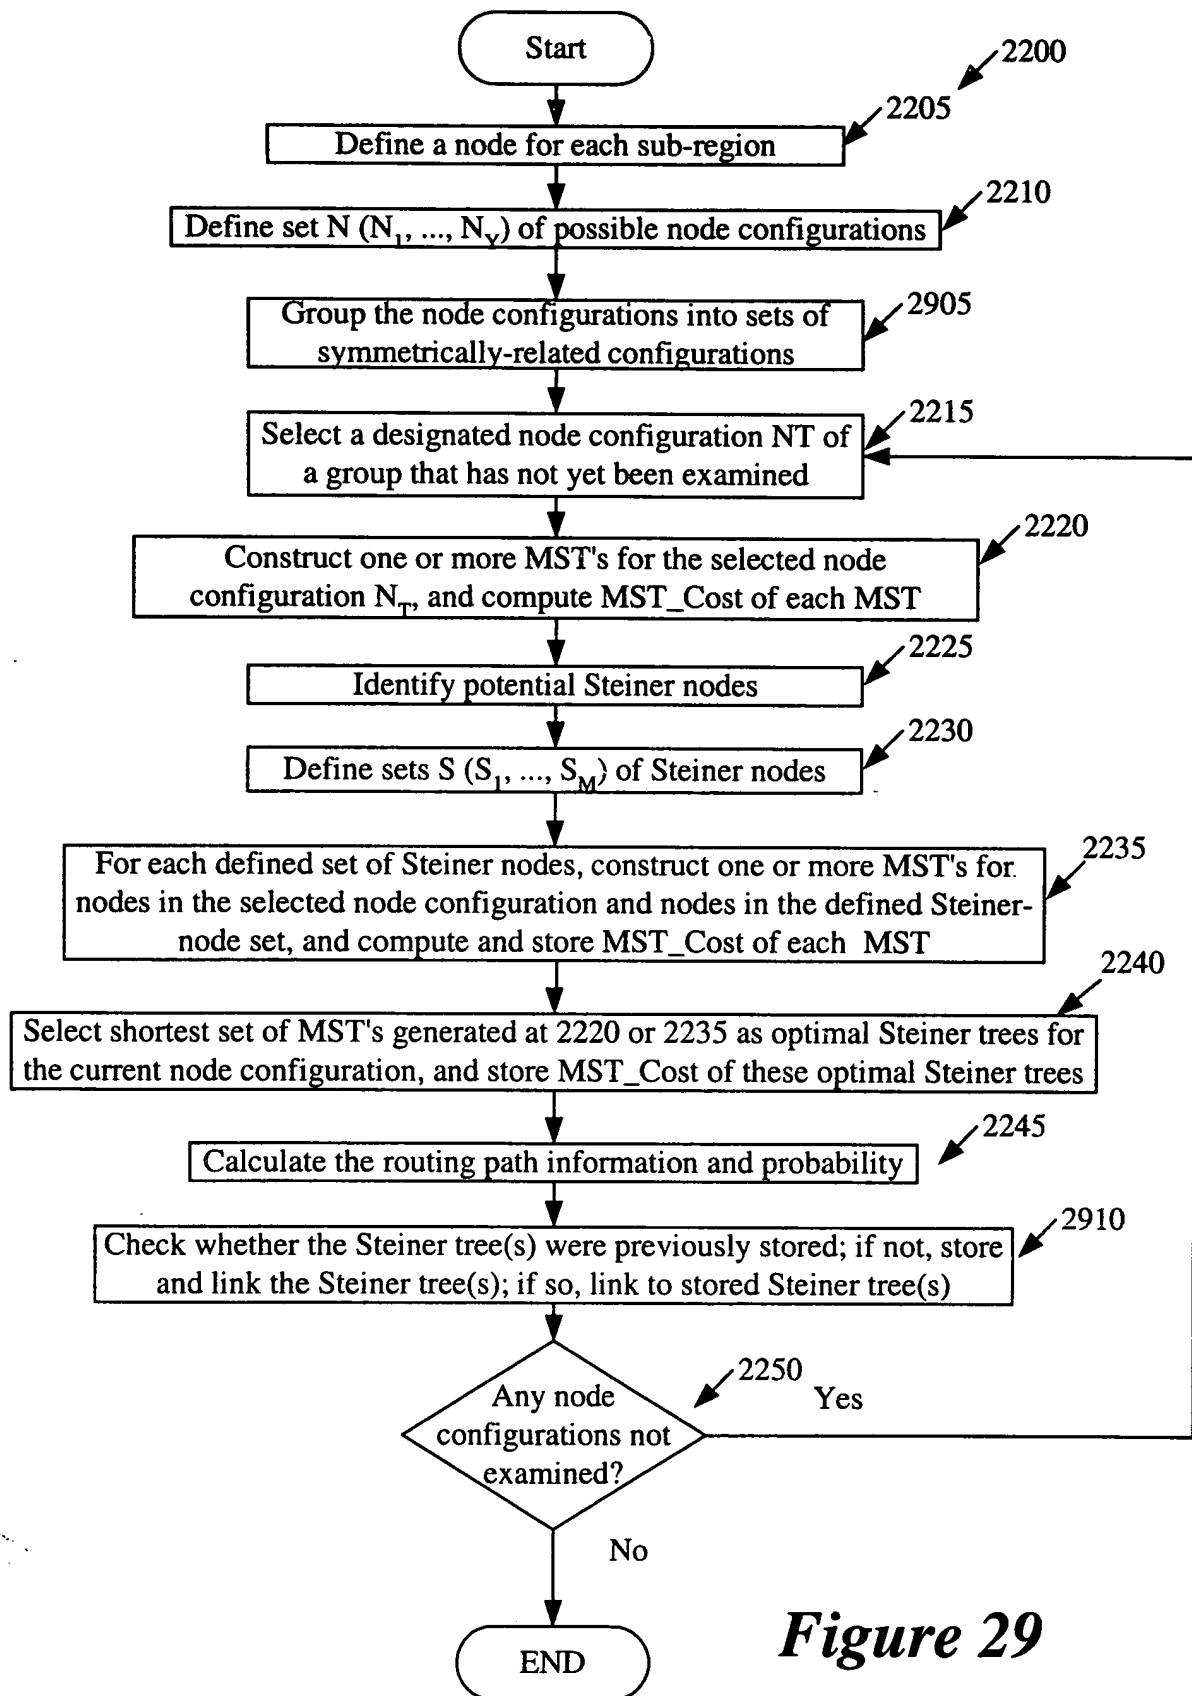 Start
2200
2205
Define a node for each sub-region
2210
Define set N (N1, ..., NY) of possible node configurations
2905
Group the node configurations into sets of
symmetrically-related configurations
2215
Select a designated node configuration NT of
a group that has not yet been examined
2220
Construct one or more MST's for the selected node
configuration NT, and compute MST_Cost of each MST
2225
Identify potential Steiner nodes
2230
Define sets S (S1, ..., SM) of Steiner nodes
2235
For each defined set of Steiner nodes, construct one or more MST's for
nodes in the selected node configuration and nodes in the defined Steiner-
node set, and compute and store MST_Cost of each MST
2240
Select shortest set of MST's generated at 2220 or 2235 as optimal Steiner trees for
the current node configuration, and store MST_Cost of these optimal Steiner trees
2245
Calculate the routing path information and probability
2910
Check whether the Steiner tree(s) were previously stored; if not, store
and link the Steiner tree(s); if so, link to stored Steiner tree(s)
2250
Any node
configurations not
examined?
Yes
No
END
Figure 29